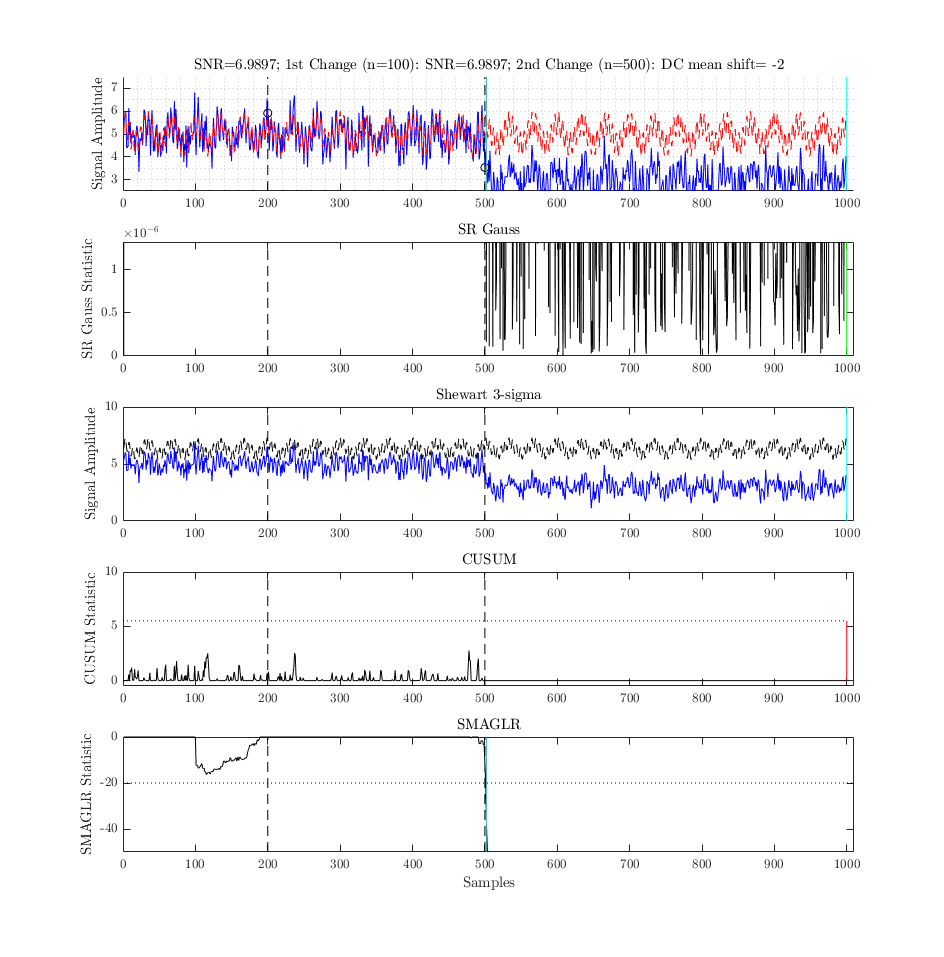 SNR=6.9897; 1st Change (n=100): SNR=6.9897; 2nd Change (n=500): DC mean shift= -2
Signal Amplitude
7
6
5
4
3
0 100 200 300 400 500 600 700 800 900 1000
×10⁻⁶
SR Gauss
SR Gauss Statistic
1
0.5
0
0 100 200 300 400 500 600 700 800 900 1000
Shewart 3-sigma
Signal Amplitude
10
5
0
0 100 200 300 400 500 600 700 800 900 1000
CUSUM
CUSUM Statistic
10
5
0
0 100 200 300 400 500 600 700 800 900 1000
SMAGLR
SMAGLR Statistic
0
-20
-40
0 100 200 300 400 500 600 700 800 900 1000
Samples